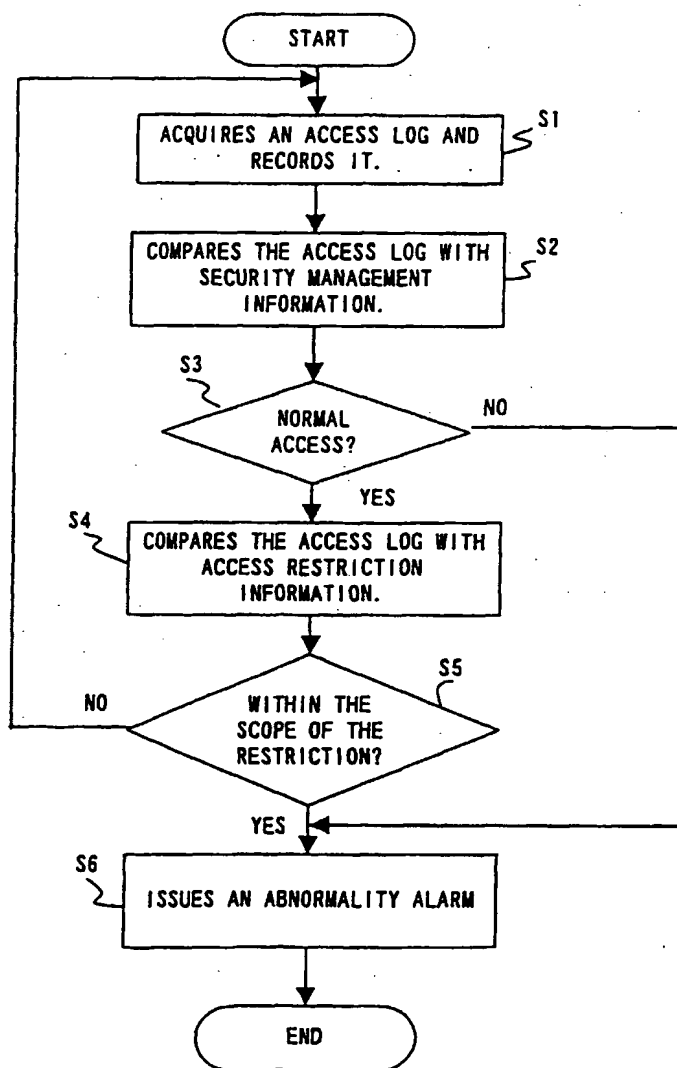 START
S1
ACQUIRES AN ACCESS LOG AND
RECORDS IT.
S2
COMPARES THE ACCESS LOG WITH
SECURITY MANAGEMENT
INFORMATION.
S3
NORMAL
ACCESS?
NO
YES
S4
COMPARES THE ACCESS LOG WITH
ACCESS RESTRICTION
INFORMATION.
S5
NO
WITHIN THE
SCOPE OF THE
RESTRICTION?
YES
S6
ISSUES AN ABNORMALITY ALARM
END